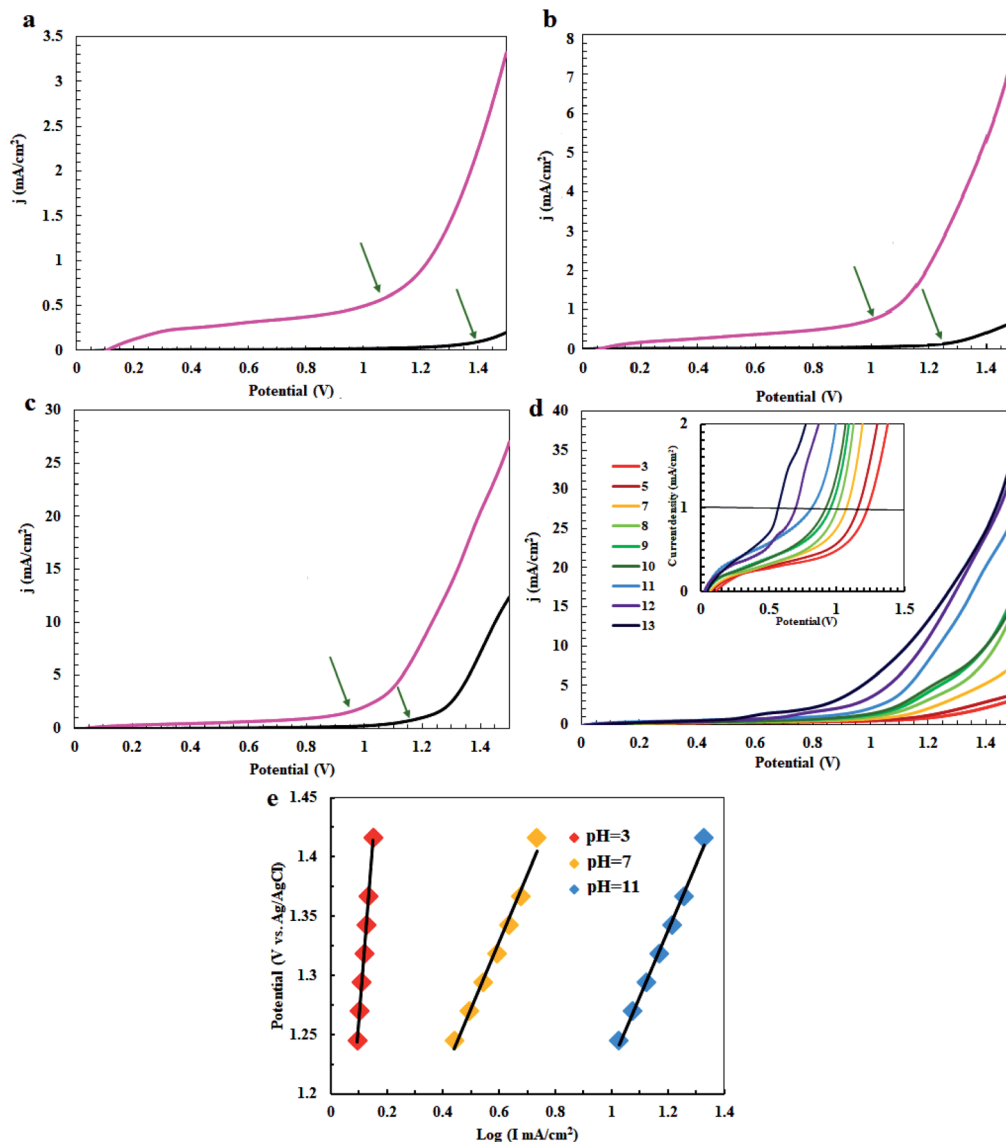 a
3.5
3
2.5
2
1.5
1
0.5
0
j (mA/cm²)
0 0.2 0.4 0.6 0.8 1 1.2 1.4
Potential (V)
b
8
7
6
5
4
3
2
1
0
j (mA/cm²)
0 0.2 0.4 0.6 0.8 1 1.2 1.4
Potential (V)
c
30
25
20
15
10
5
0
j (mA/cm²)
0 0.2 0.4 0.6 0.8 1 1.2 1.4
Potential (V)
d
40
35
30
25
20
15
10
5
0
j (mA/cm²)
0 0.2 0.4 0.6 0.8 1 1.2 1.4
Potential (V)
3
5
7
8
9
10
11
12
13
2
1
0
Current density (mA/cm²)
0 0.5 1 1.5
Potential (V)
e
1.45
1.4
1.35
1.3
1.25
1.2
Potential (V vs. Ag/AgCl)
pH=3
pH=7
pH=11
0 0.2 0.4 0.6 0.8 1 1.2 1.4
Log (I mA/cm²)